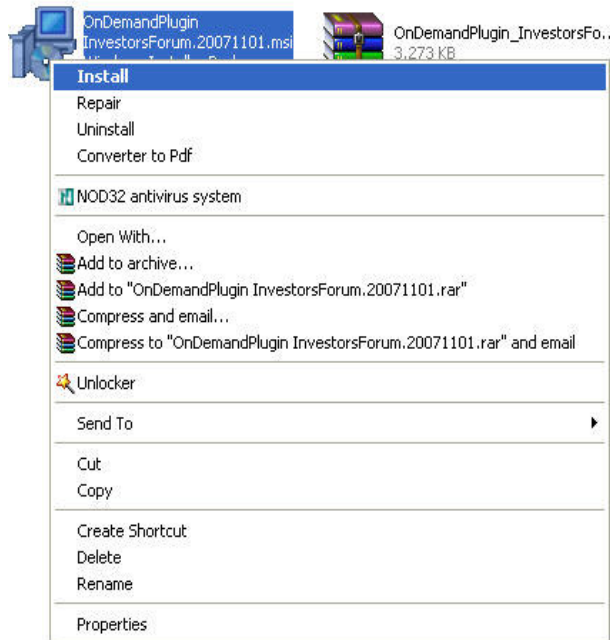 OnDemandPlugin
InvestorsForum.20071101.msi
OnDemandPlugin_InvestorsFo...
3,273 KB
Install
Repair
Uninstall
Converter to Pdf
NOD32 antivirus system
Open With...
Add to archive...
Add to "OnDemandPlugin InvestorsForum.20071101.rar"
Compress and email...
Compress to "OnDemandPlugin InvestorsForum.20071101.rar" and email
Unlocker
Send To
Cut
Copy
Create Shortcut
Delete
Rename
Properties